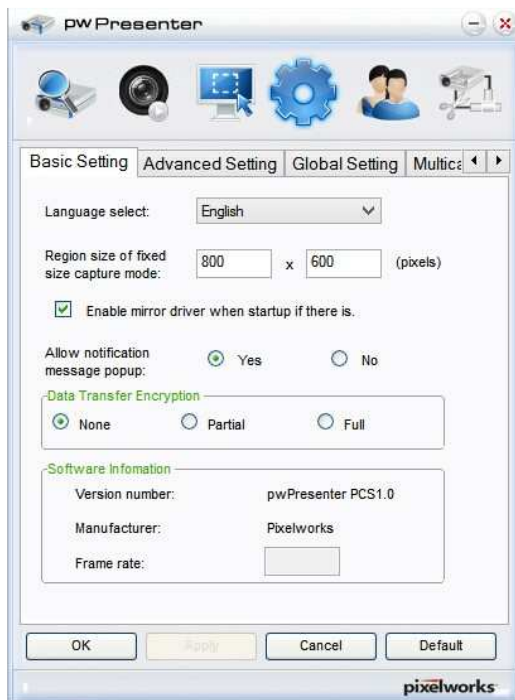 pwPresenter
Basic Setting Advanced Setting Global Setting Multica
Language select: English
Region size of fixed
size capture mode: 800 x 600 (pixels)
Enable mirror driver when startup if there is.
Allow notification
message popup: Yes No
Data Transfer Encryption
None Partial Full
Software Infomation
Version number: pwPresenter PCS1.0
Manufacturer: Pixelworks
Frame rate:
OK Apply Cancel Default
pixelworks